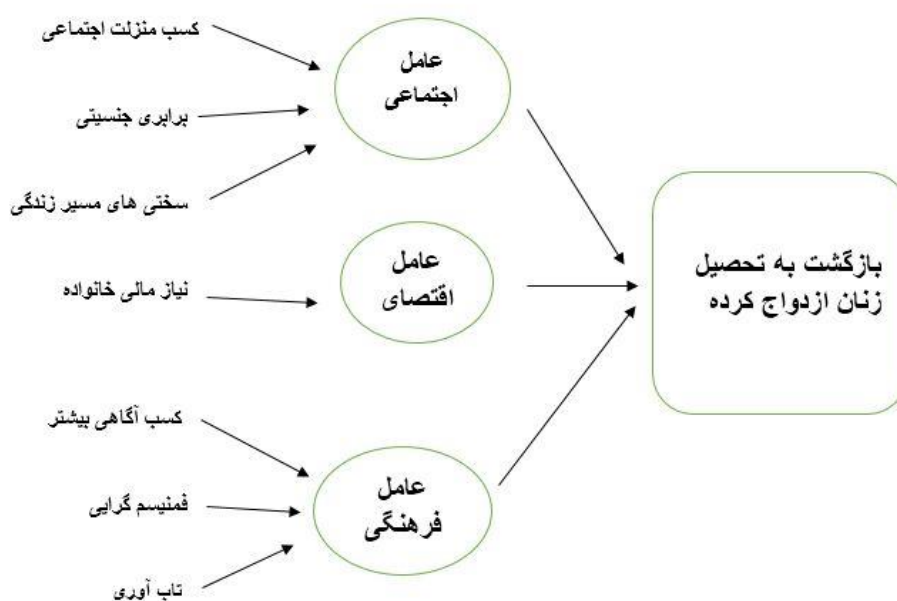 کسب منزلت اجتماعی
برابری جنسیتی
سختی های مسیر زندگی
عامل
اجتماعی
نیاز مالی خانواده
عامل
اقتصای
کسب آگاهی بیشتر
فمنیسم گرایی
تاب آوری
عامل
فرهنگی
بازگشت به تحصیل
زنان ازدواج کرده